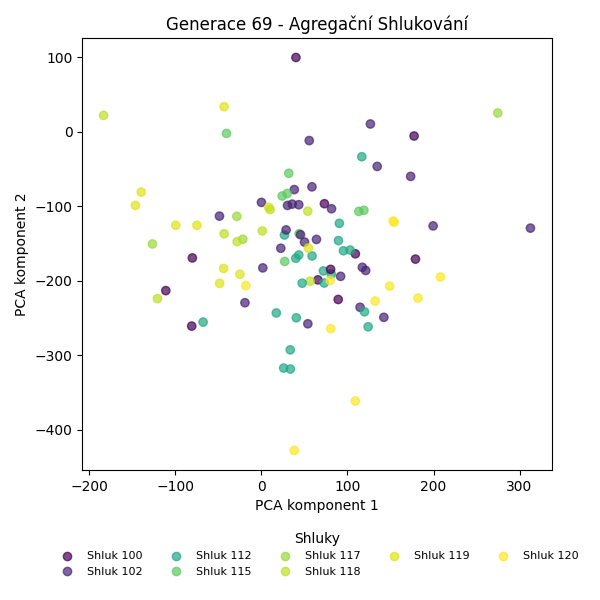 Generace 69 - Agregační Shlukování
PCA komponent 2
100
0
−100
−200
−300
−400
−200 −100 0 100 200 300
PCA komponent 1
Shluky
Shluk 100 Shluk 112 Shluk 117 Shluk 119 Shluk 120
Shluk 102 Shluk 115 Shluk 118